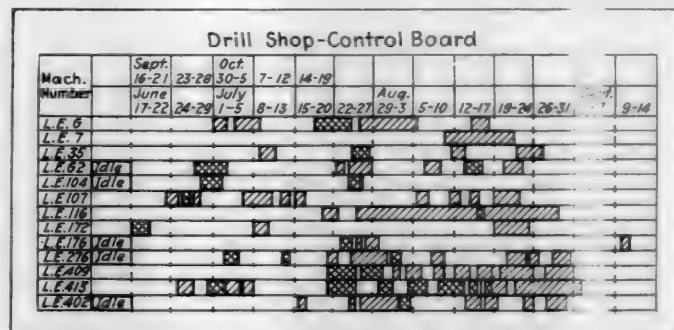 Drill Shop-Control Board
Sept. Oct.
Mach. 16-21 23-28 30-5 7-12 14-19
Number June July Aug.
17-22 24-29 1-5 8-13 15-20 22-27 29-3 5-10 12-17 19-24 26-31 9-14
L.E.6
L.E.7
L.E.35
L.E.62 Idle
L.E.104 Idle
L.E.107
L.E.116
L.E.172
L.E.176 Idle
L.E.276 Idle
L.E.409
L.E.413
L.E.402 Idle